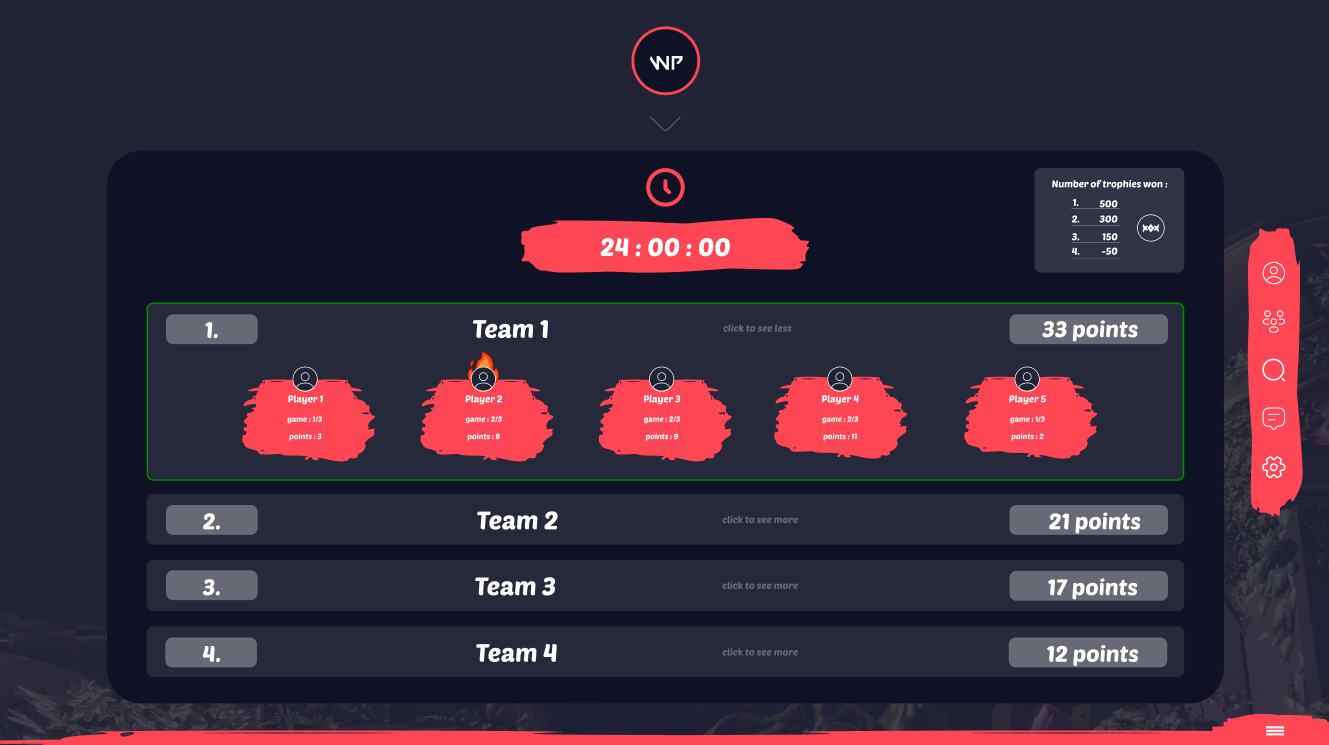 WP
24 : 00 : 00
Number of trophies won :
1. 500
2. 300
3. 150
4. -50
1. Team 1 click to see less 33 points
Player 1 Player 2 Player 3 Player 4 Player 5
game : 1/3 game : 2/3 game : 2/3 game : 2/3 game : 1/3
points : 3 points : 8 points : 9 points : 11 points : 2
2. Team 2 click to see more 21 points
3. Team 3 click to see more 17 points
4. Team 4 click to see more 12 points